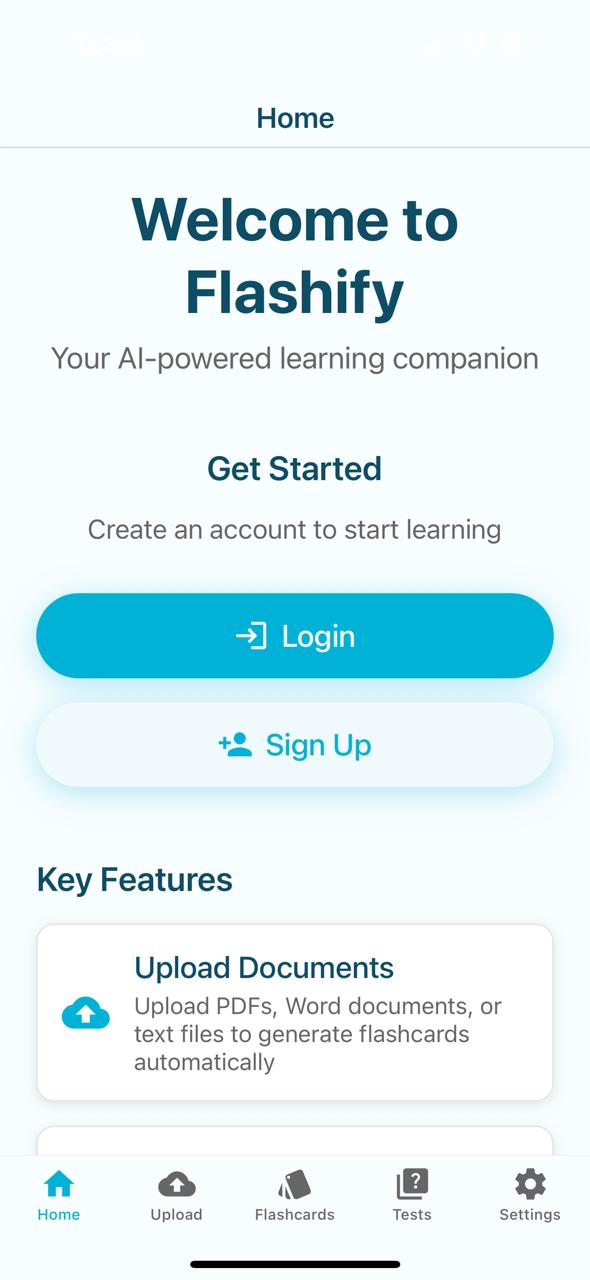 Home
Welcome to
Flashify
Your AI-powered learning companion
Get Started
Create an account to start learning
Login
Sign Up
Key Features
Upload Documents
Upload PDFs, Word documents, or
text files to generate flashcards
automatically
Home
Upload
Flashcards
Tests
Settings